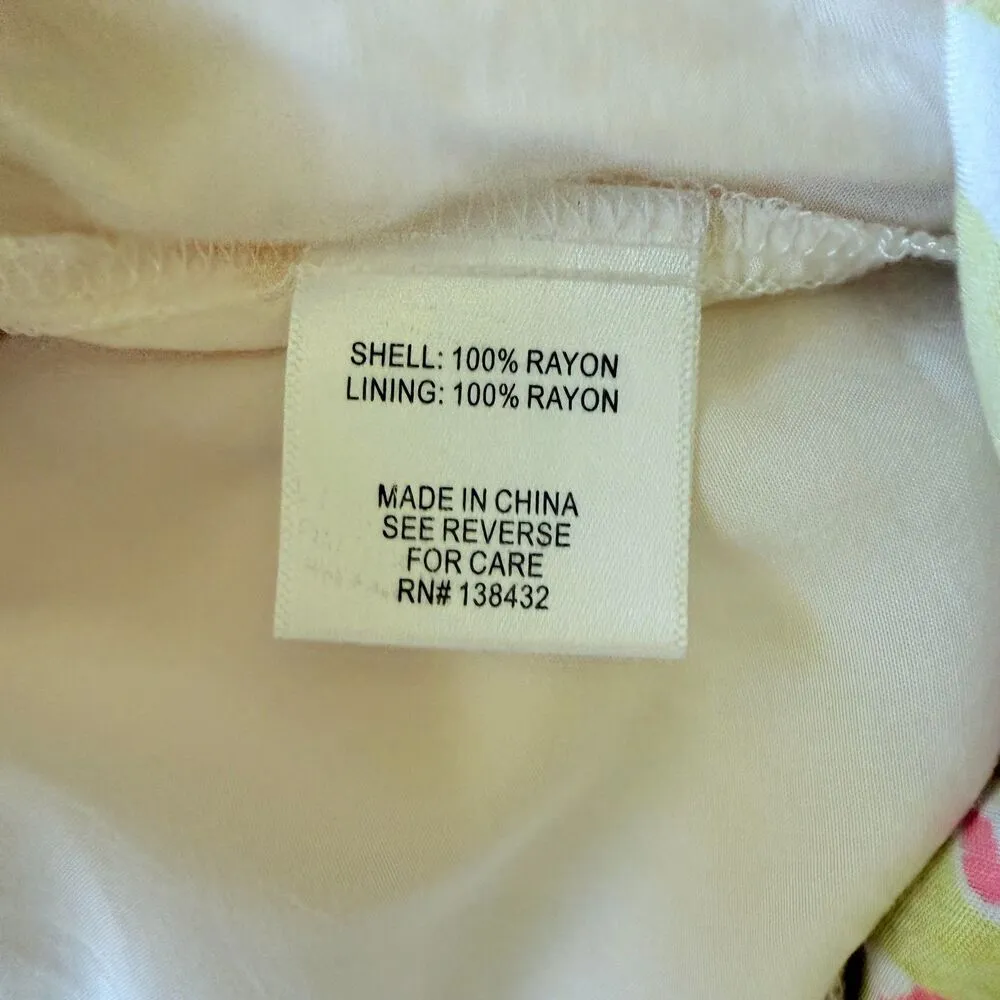 SHELL: 100% RAYON
LINING: 100% RAYON
MADE IN CHINA
SEE REVERSE
FOR CARE
RN# 138432